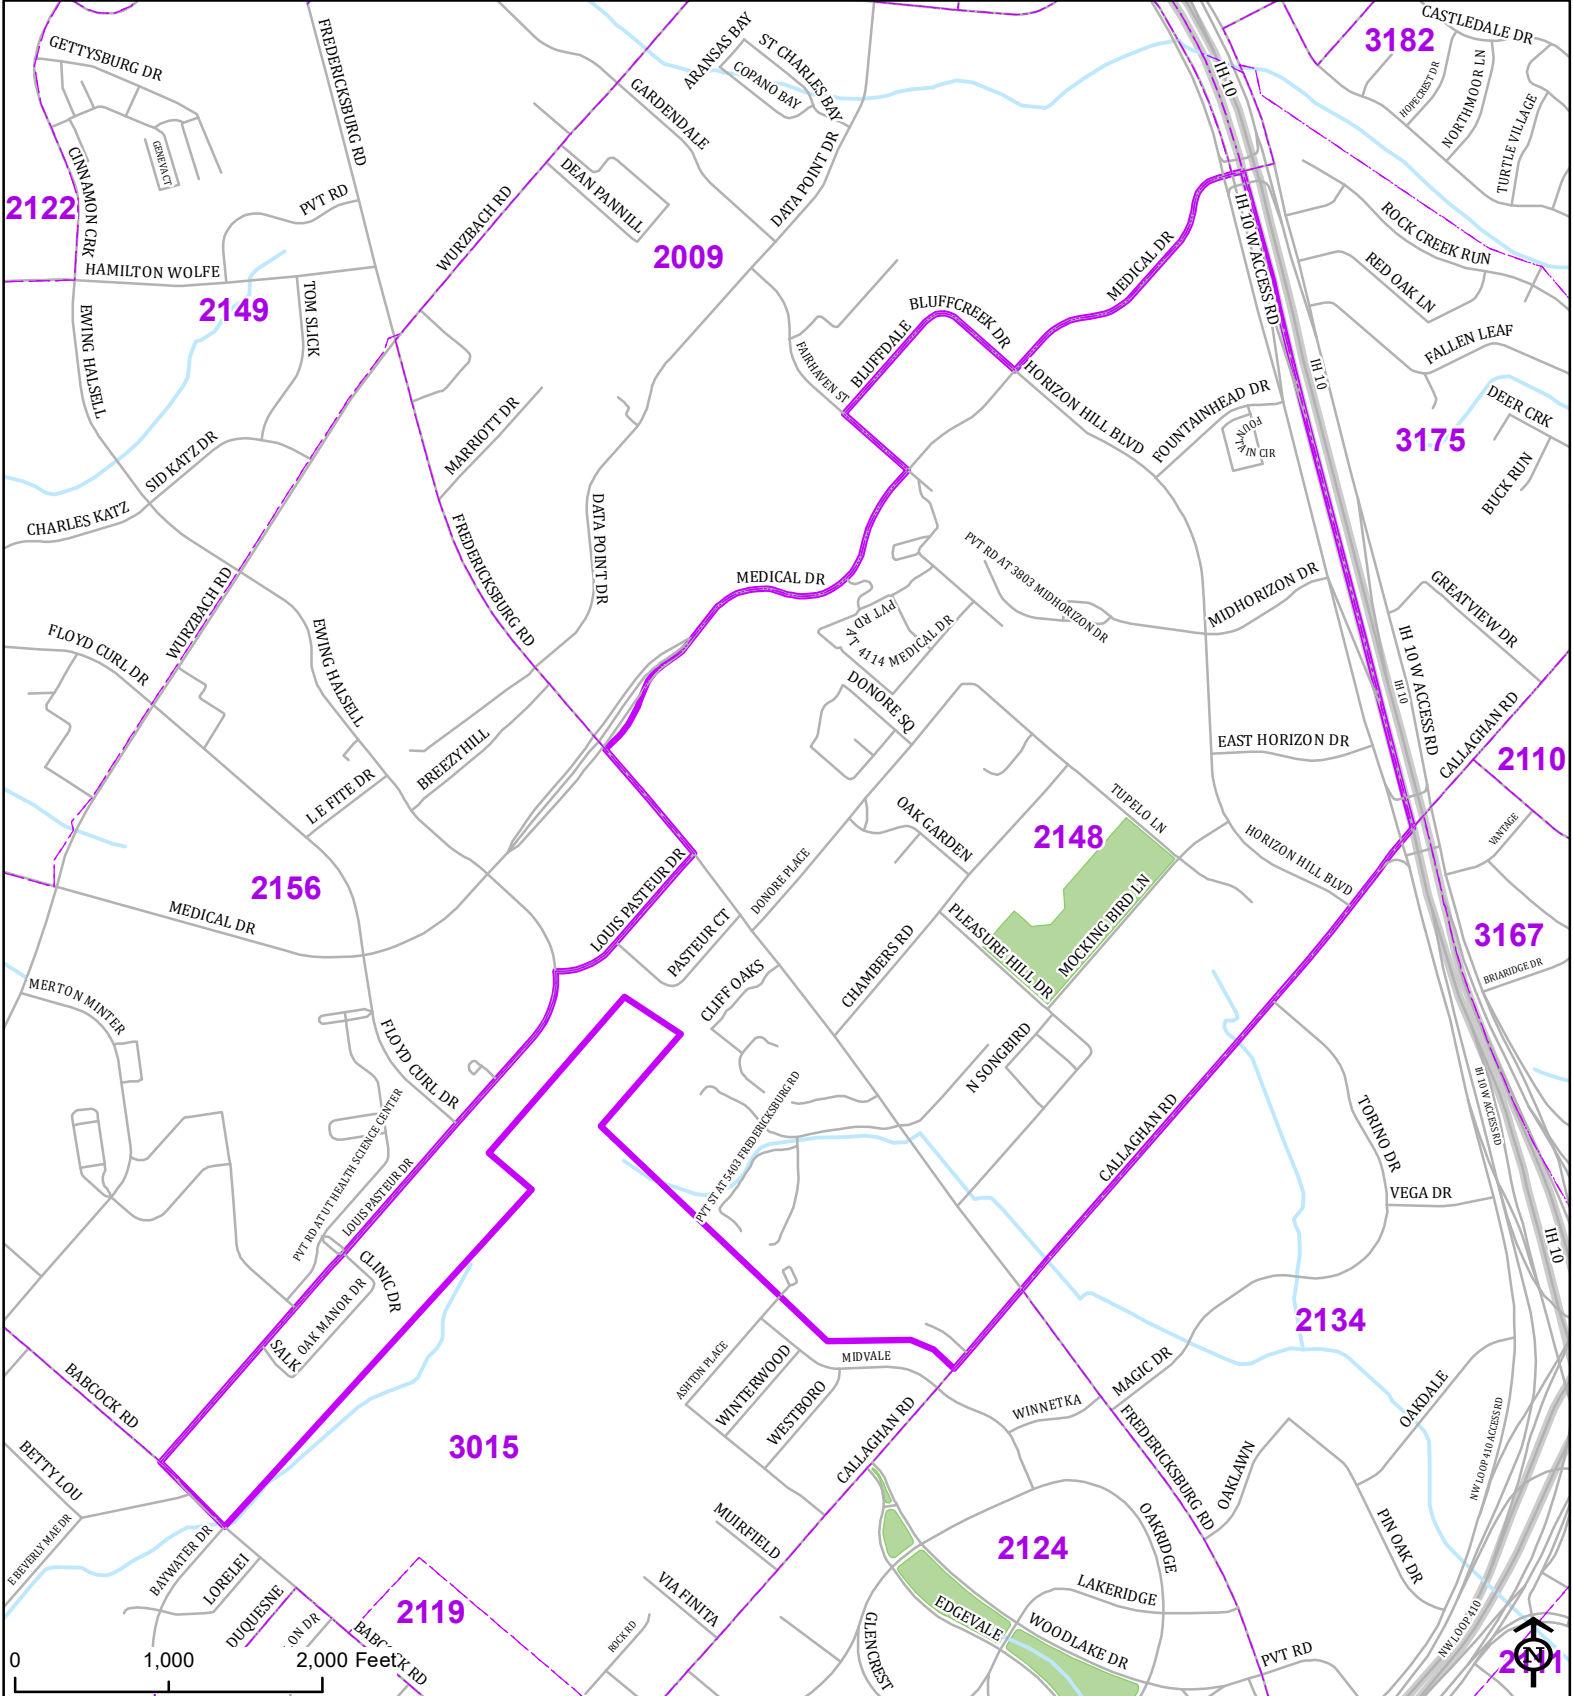 CASTLEDALE DR
3182
HOPECREST DR
NORTHMOOR LN
TURTLE VILLAGE
GETTYSBURG DR
FREDERICKSBURG RD
ARANSAS BAY
ST CHARLES BAY
COPANO BAY
GARDENDALE
IH 10
GENEVA CT
CINNAMON CRK
2122
PVT RD
DEAN PANNILL
DATA POINT DR
WURZBACH RD
2009
HAMILTON WOLFE
2149
EWING HALSELL
TOM SLICK
MEDICAL DR
IH 10 W ACCESS RD
ROCK CREEK RUN
RED OAK LN
FALLEN LEAF
BLUFFCREEK DR
BLUFFDALE
FAIRHAVEN ST
HORIZON HILL BLVD
IH 10
FOUNTAINHEAD DR
FOUNTAIN CIR
3175
DEER CRK
BUCK RUN
MARRIOTT DR
SID KATZ DR
CHARLES KATZ
DATA POINT DR
FREDERICKSBURG RD
MEDICAL DR
PVT RD AT 3803 MIDHORIZON DR
MIDHORIZON DR
GREATVIEW DR
WURZBACH RD
FLOYD CURL DR
EWING HALSELL
PVT RD AT 4114 MEDICAL DR
DONORE SQ
IH 10 W ACCESS RD
IH 10
CALLAGHAN RD
EAST HORIZON DR
2110
BREEZY HILL
L E FITE DR
OAK GARDEN
TUPELO LN
2148
HORIZON HILL BLVD
VANTAGE
2156
MEDICAL DR
LOUIS PASTEUR DR
PASTEUR CT
DONORE PLACE
CHAMBERS RD
PLEASURE HILL DR
MOCKING BIRD LN
3167
BRIARIDGE DR
MERTON MINTER
FLOYD CURL DR
CLIFF OAKS
N SONGBIRD
IH 10 W ACCESS RD
PVT RD AT UT HEALTH SCIENCE CENTER
LOUIS PASTEUR DR
PVT ST AT 5403 FREDERICKSBURG RD
CALLAGHAN RD
TORINO DR
VEGA DR
IH 10
CLINIC DR
OAK MANOR DR
SALK
2134
BABCOCK RD
ASHTON PLACE
WINTERWOOD
WESTBORO
MIDVALE
CALLAGHAN RD
WINNETKA
MAGIC DR
FREDERICKSBURG RD
OAKLAWN
OAKDALE
NW LOOP 410 ACCESS RD
BETTY LOU
3015
E BEVERLY MAE DR
BAYWATER DR
LORELEI
DUQUESNE
ON DR
MUIRFIELD
2124
OAKRIDGE
PIN OAK DR
2119
BABCOCK RD
VIA FINITA
ROCK RD
GLENCREST
EDGEVALE
LAKERIDGE
WOODLAKE DR
PVT RD
NW LOOP 410
N
0 1,000 2,000 Feet